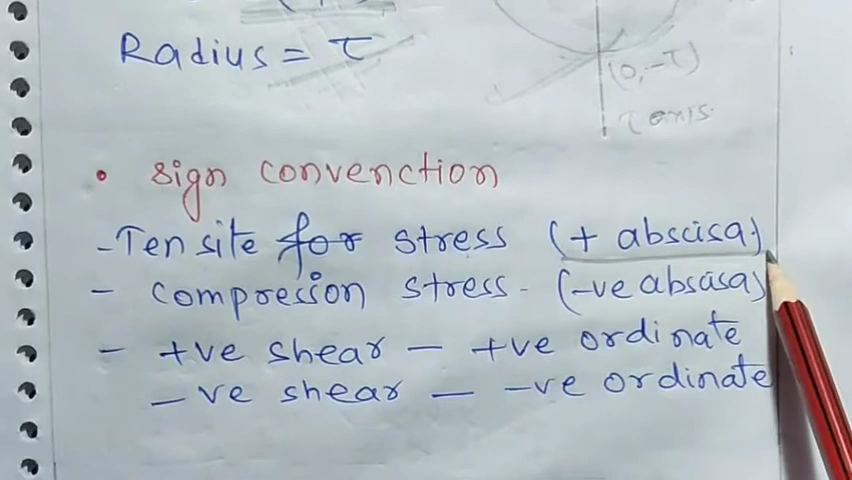 Radius = τ
(0, -τ)
τ axis
• sign convenction
- Tensite for stress (+ abscisa)
- compression stress - (-ve abscisa)
- +ve shear - +ve ordinate
- ve shear - -ve ordinate